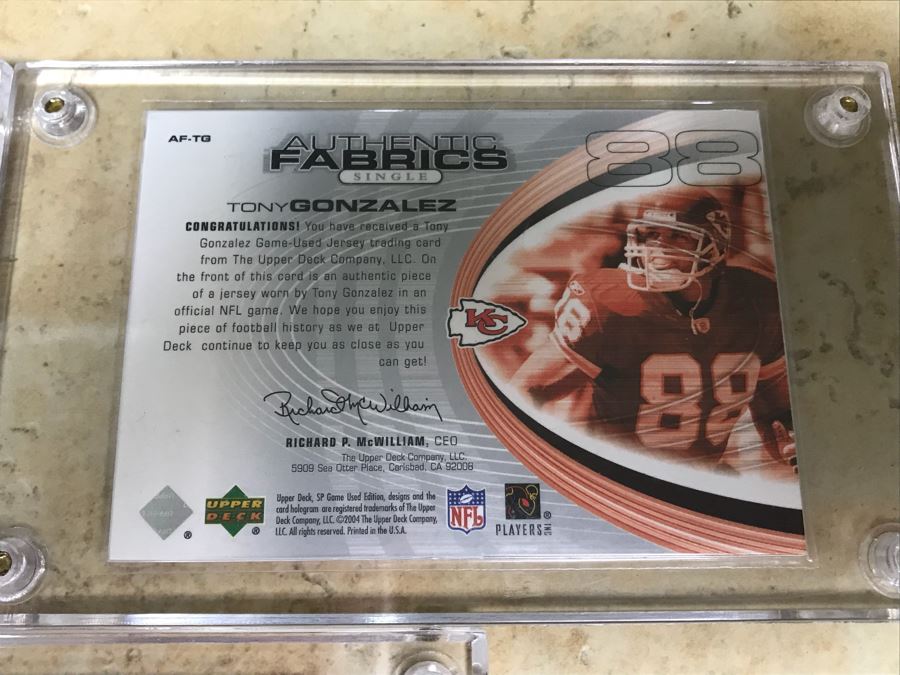 AF-TG
AUTHENTIC
FABRICS
SINGLE
88
TONY GONZALEZ
CONGRATULATIONS! You have received a Tony
Gonzalez Game-Used Jersey trading card
from The Upper Deck Company, LLC. On
the front of this card is an authentic piece
of a jersey worn by Tony Gonzalez in an
official NFL game. We hope you enjoy this
piece of football history as we at Upper
Deck continue to keep you as close as you
can get!
KC
88
88
Richard P. McWilliam
RICHARD P. McWILLIAM, CEO
The Upper Deck Company, LLC.
5909 Sea Otter Place, Carlsbad, CA 92008
UPPER
DECK
®
®
Upper Deck, SP Game Used Edition, designs and the
card hologram are registered trademarks of The Upper
Deck Company, LLC. ©2004 The Upper Deck Company,
LLC. All rights reserved. Printed in the U.S.A.
NFL
PLAYERS INC ®